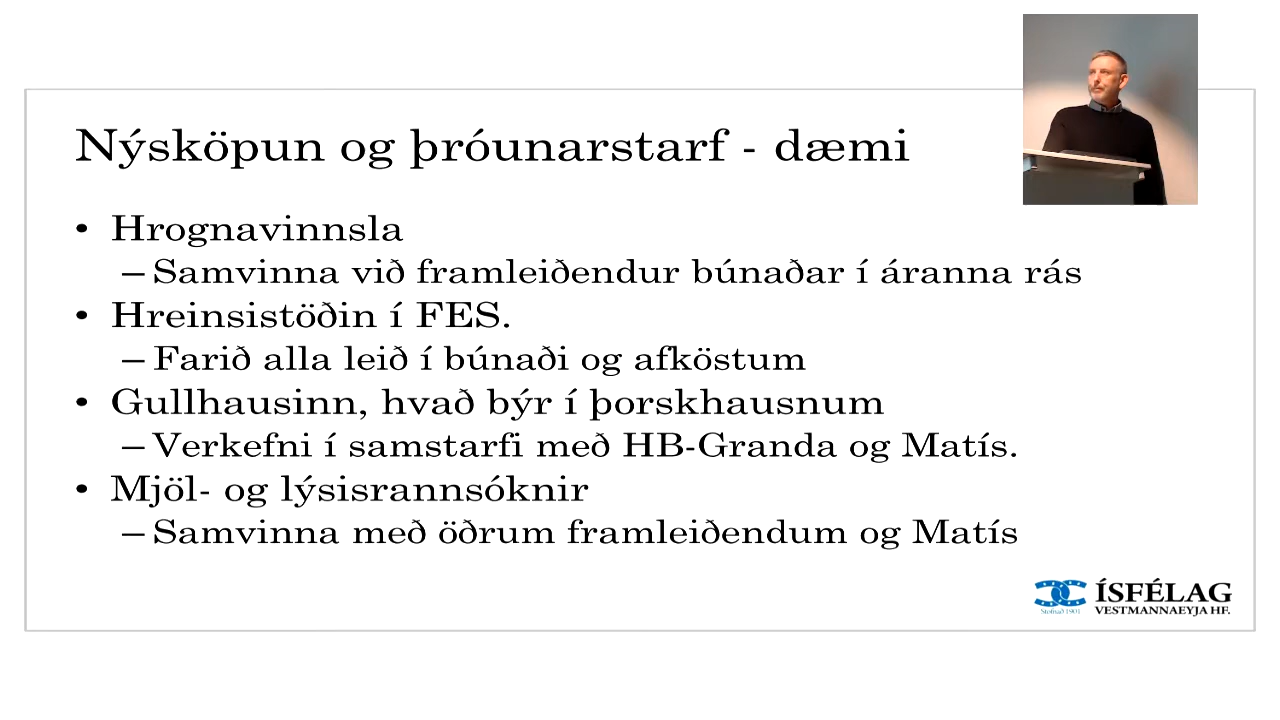 Nýsköpun og þróunarstarf - dæmi
• Hrognavinnsla
– Samvinna við framleiðendur búnaðar í áranna rás
• Hreinsistöðin í FES.
– Farið alla leið í búnaði og afköstum
• Gullhausinn, hvað býr í þorskhausnum
– Verkefni í samstarfi með HB-Granda og Matís.
• Mjöl- og lýsisrannsóknir
– Samvinna með öðrum framleiðendum og Matís
ÍSFÉLAG
VESTMANNAEYJA HF.
Stofnað 1901